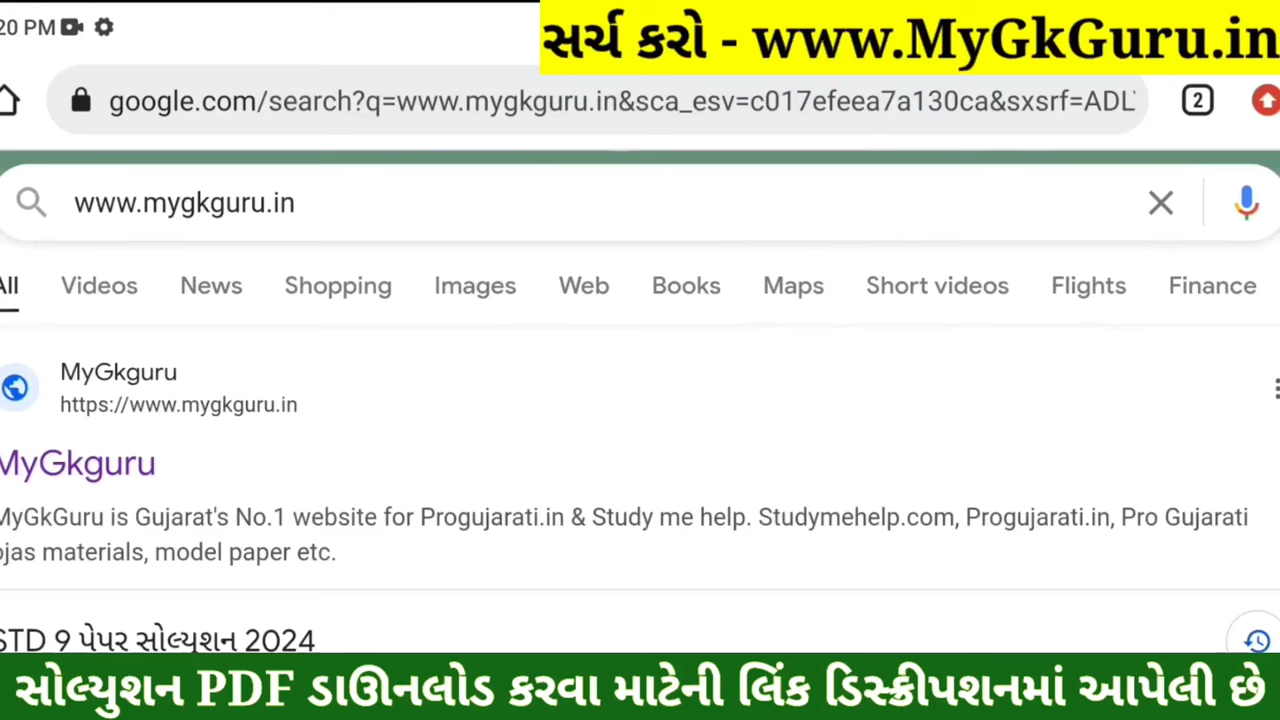 20 PM
સર્ચ કરો - www.MyGkGuru.in
google.com/search?q=www.mygkguru.in&sca_esv=c017efeea7a130ca&sxsrf=ADL
2
www.mygkguru.in
All Videos News Shopping Images Web Books Maps Short videos Flights Finance
MyGkguru
https://www.mygkguru.in
MyGkguru
MyGkGuru is Gujarat's No.1 website for Progujarati.in & Study me help. Studymehelp.com, Progujarati.in, Pro Gujarati
ojas materials, model paper etc.
STD 9 પેપર સોલ્યુશન 2024
સોલ્યુશન PDF ડાઊનલોડ કરવા માટેની લિંક ડિસ્ક્રીપશનમાં આપેલી છે